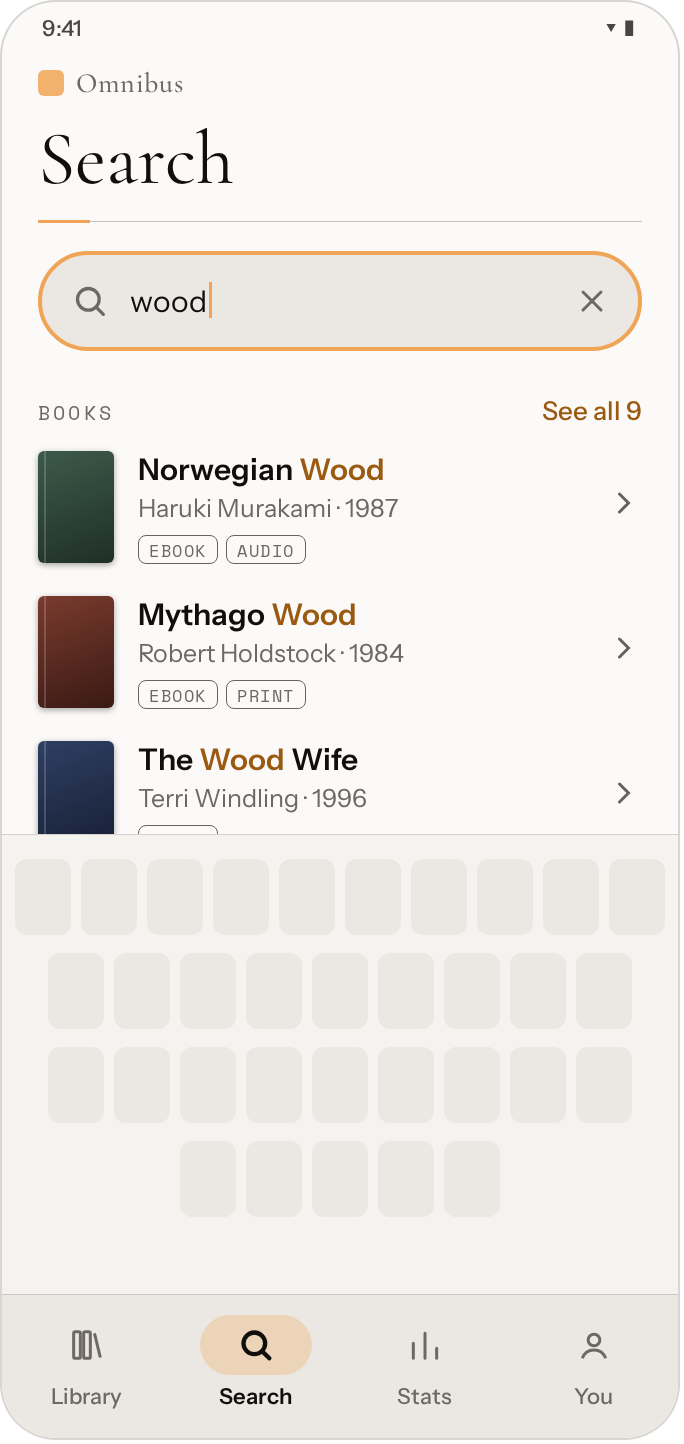 9:41
Omnibus
Search
wood
BOOKS
See all 9
Norwegian Wood
Haruki Murakami · 1987
EBOOK AUDIO
Mythago Wood
Robert Holdstock · 1984
EBOOK PRINT
The Wood Wife
Terri Windling · 1996
Library
Search
Stats
You